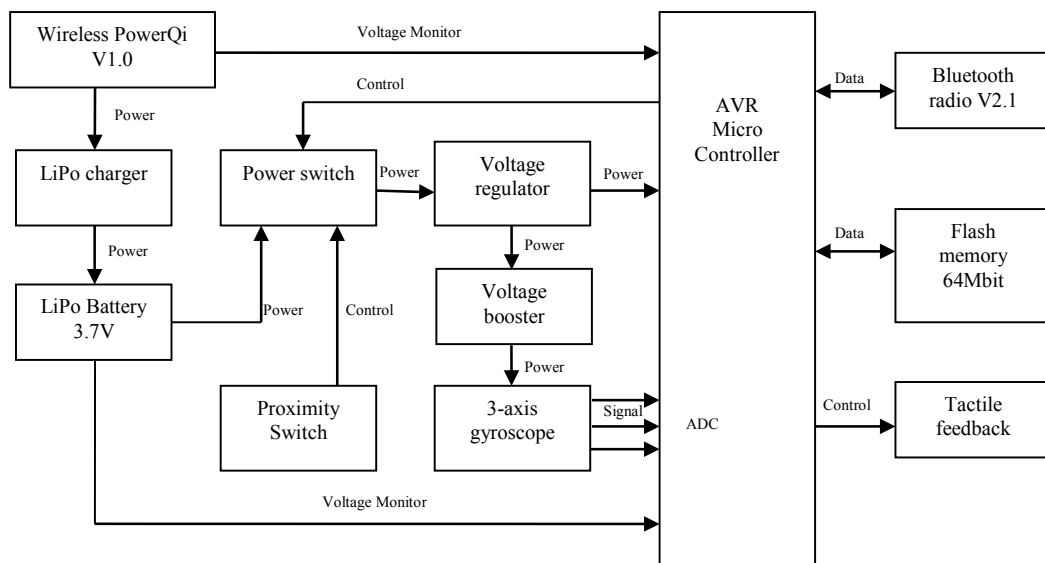 Wireless PowerQi
V1.0
Voltage Monitor
Control
Power
LiPo charger
Power switch
Power
Voltage
regulator
Power
AVR
Micro
Controller
Data
Bluetooth
radio V2.1
Power
LiPo Battery
3.7V
Power
Control
Power
Voltage
booster
Data
Flash
memory
64Mbit
Power
Proximity
Switch
3-axis
gyroscope
Signal
ADC
Control
Tactile
feedback
Voltage Monitor